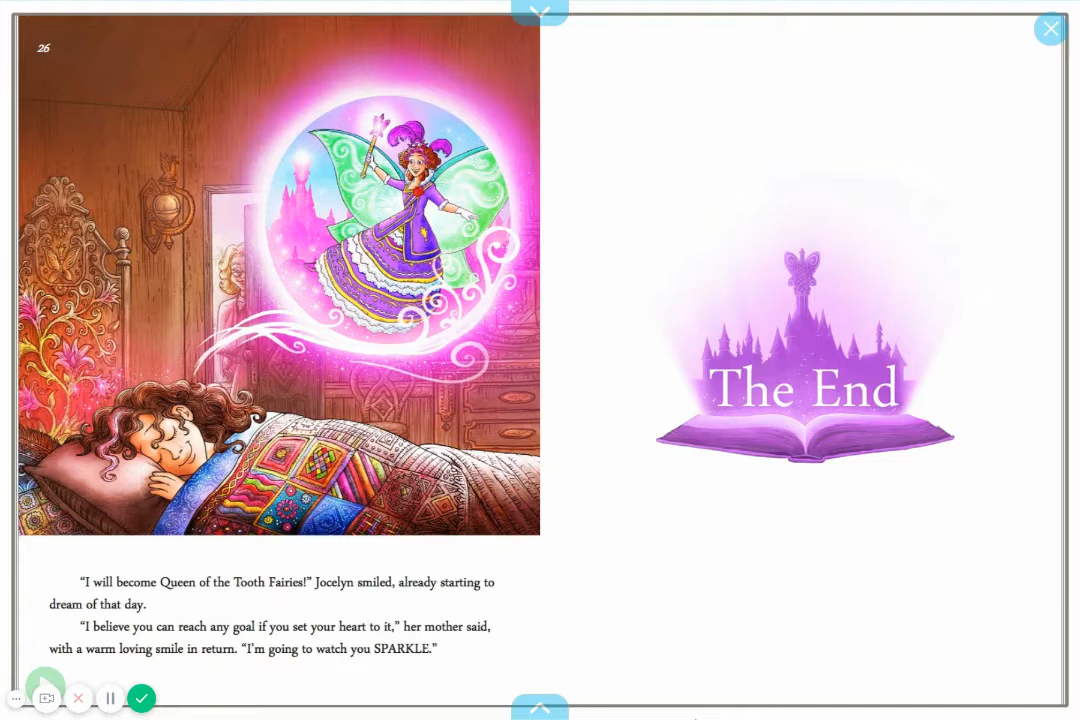 26
“I will become Queen of the Tooth Fairies!” Jocelyn smiled, already starting to
dream of that day.
“I believe you can reach any goal if you set your heart to it,” her mother said,
with a warm loving smile in return. “I’m going to watch you SPARKLE.”
The End